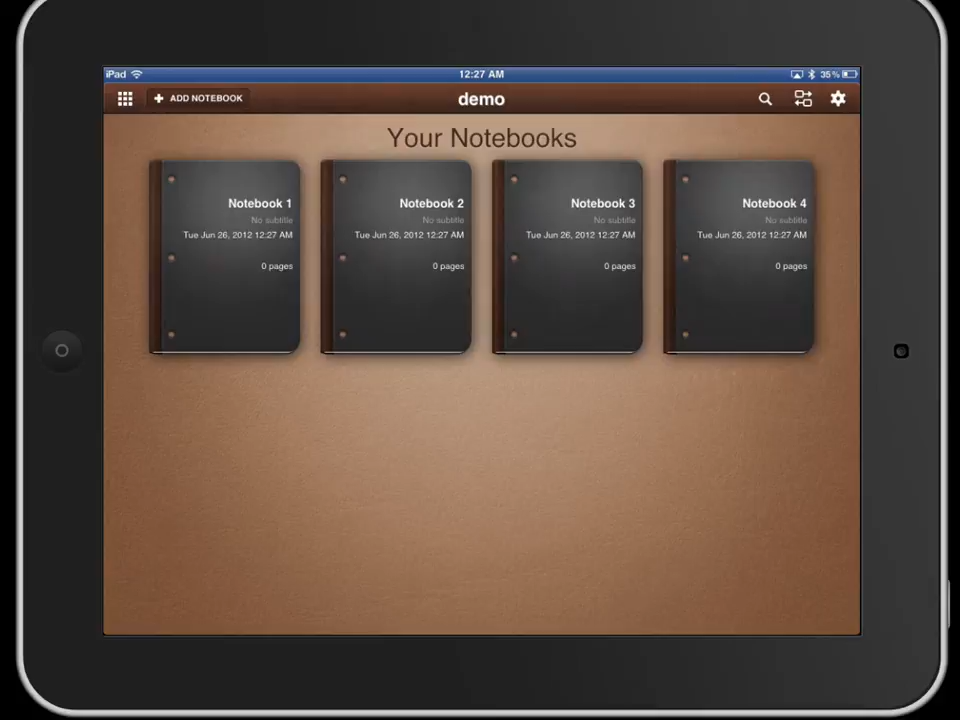 iPad 12:27 AM 35%
ADD NOTEBOOK demo
Your Notebooks
Notebook 1
No subtitle
Tue Jun 26, 2012 12:27 AM
0 pages
Notebook 2
No subtitle
Tue Jun 26, 2012 12:27 AM
0 pages
Notebook 3
No subtitle
Tue Jun 26, 2012 12:27 AM
0 pages
Notebook 4
No subtitle
Tue Jun 26, 2012 12:27 AM
0 pages